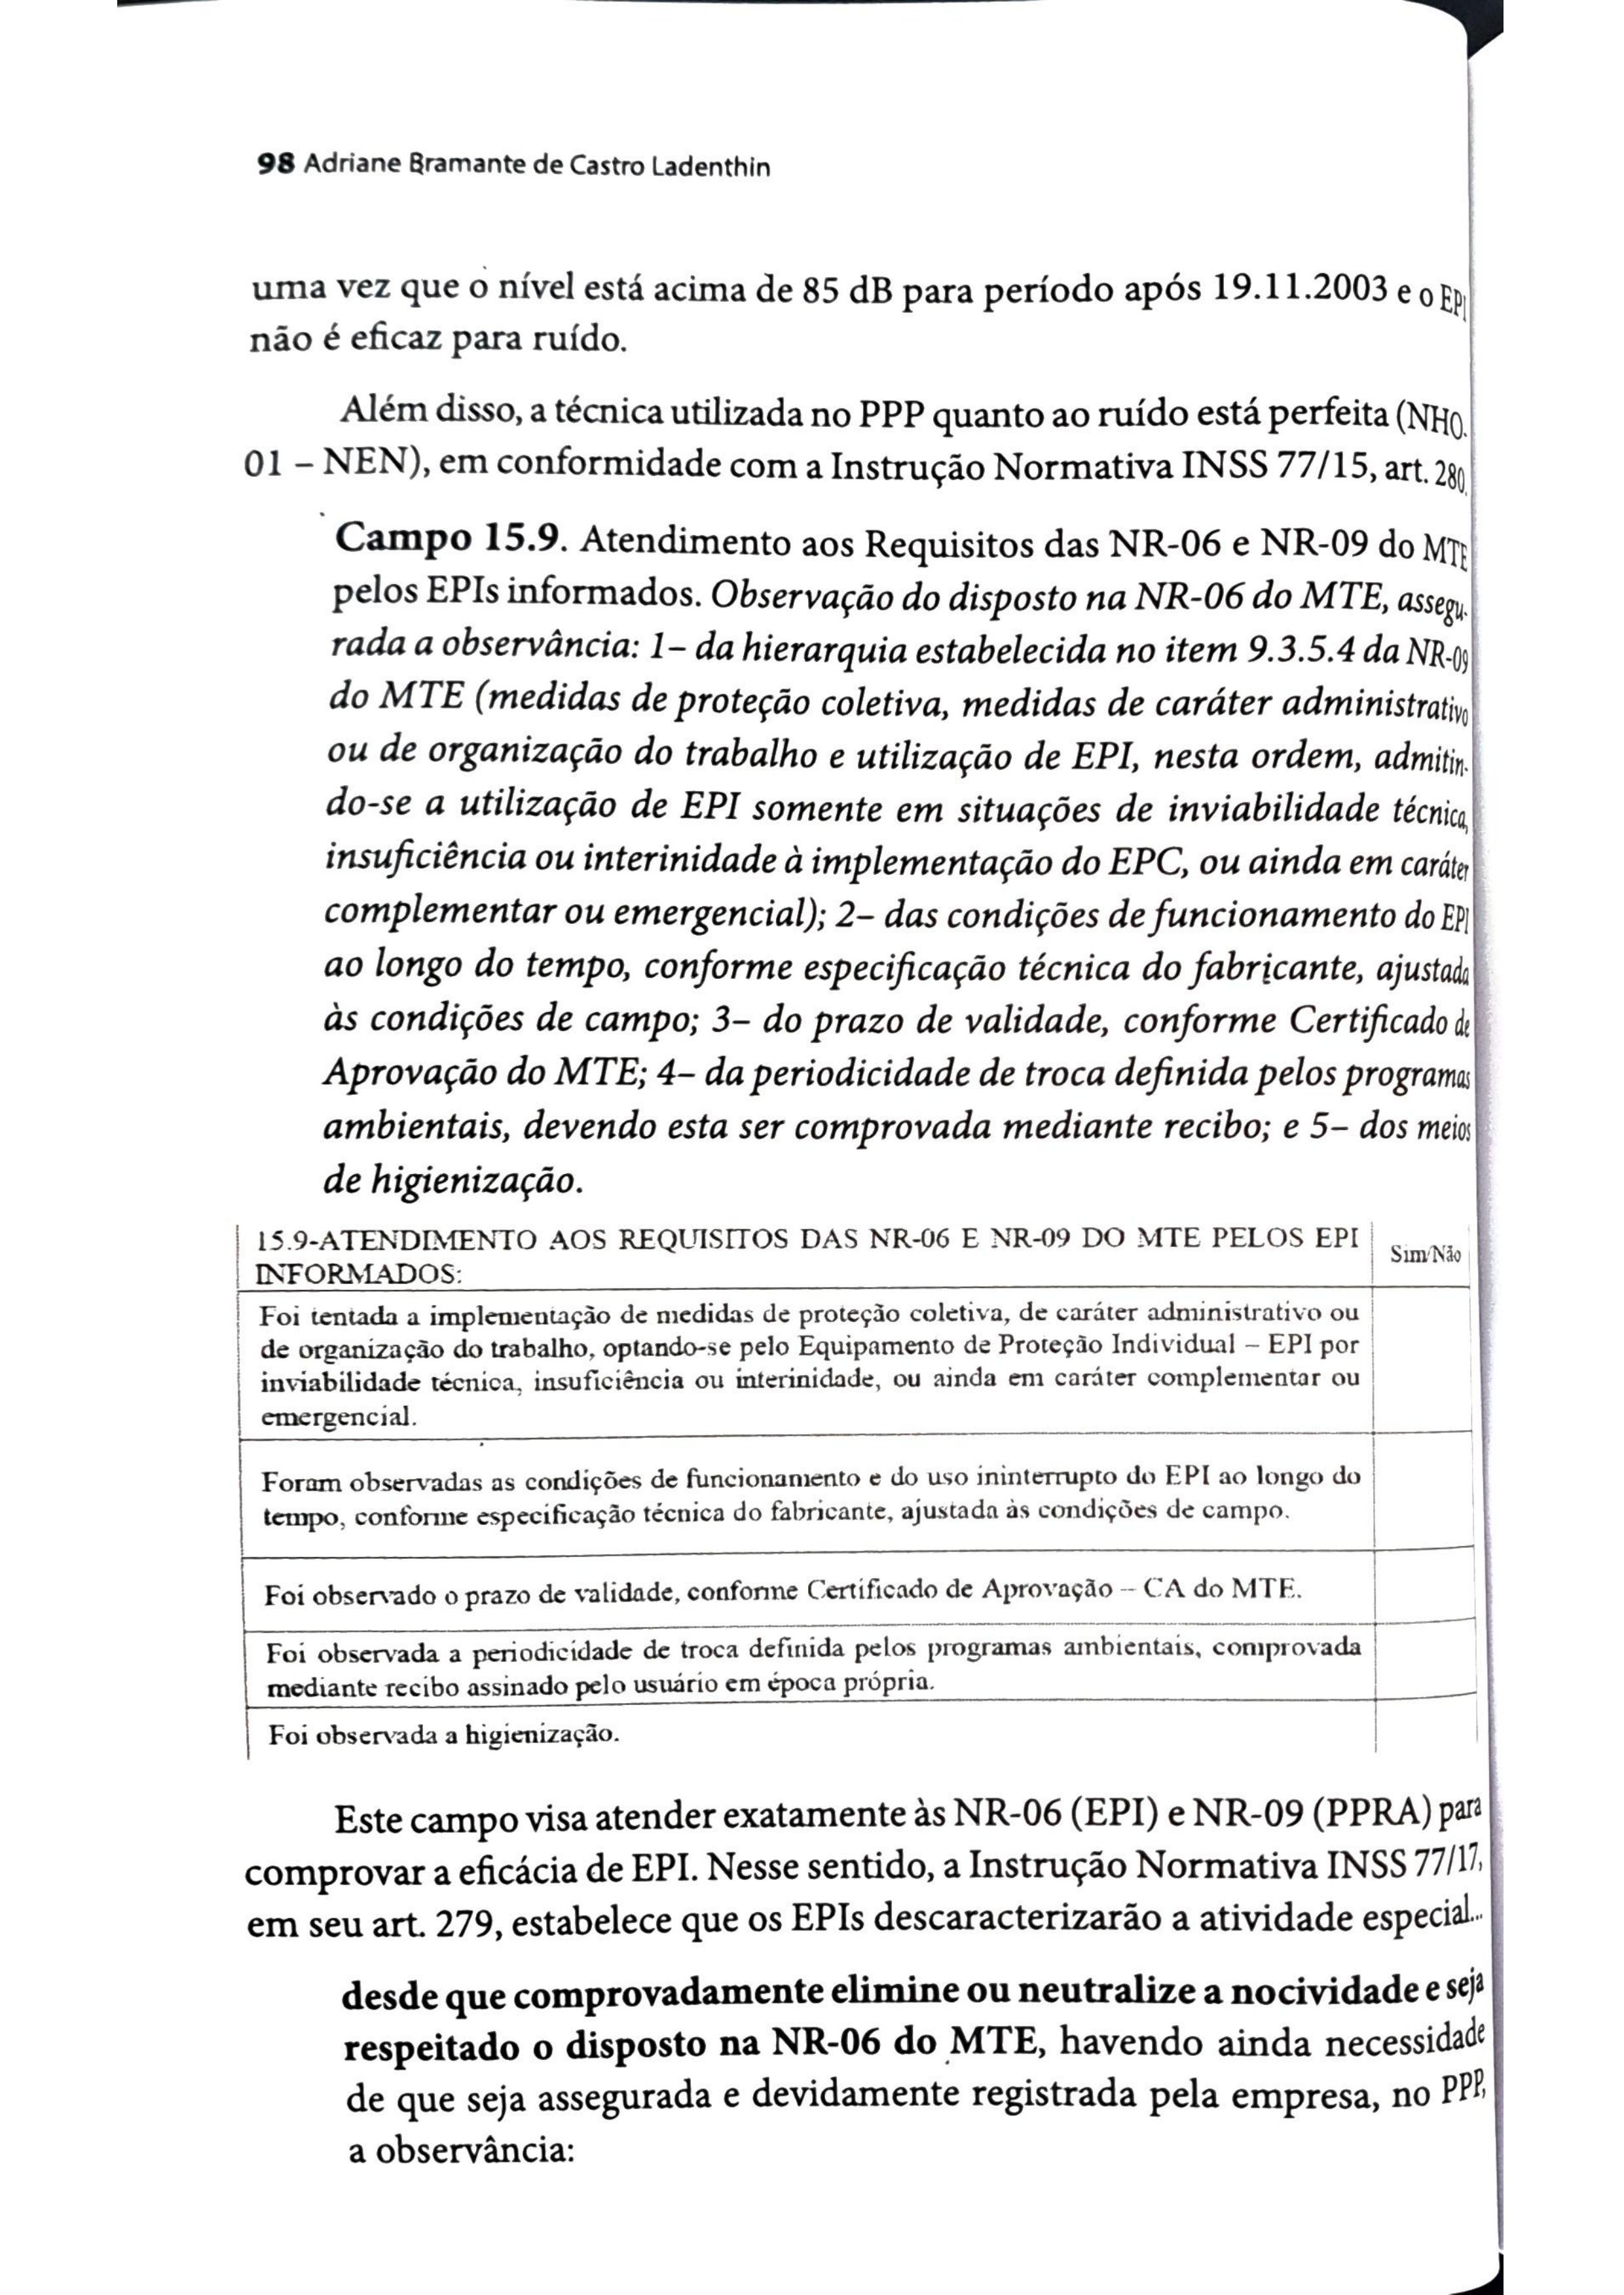 98 Adriane Bramante de Castro Ladenthin
uma vez que o nível está acima de 85 dB para período após 19.11.2003 e o EPI
não é eficaz para ruído.
Além disso, a técnica utilizada no PPP quanto ao ruído está perfeita (NHO-
01 – NEN), em conformidade com a Instrução Normativa INSS 77/15, art. 280.
Campo 15.9. Atendimento aos Requisitos das NR-06 e NR-09 do MTE
pelos EPIs informados. Observação do disposto na NR-06 do MTE, assegu-
rada a observância: 1– da hierarquia estabelecida no item 9.3.5.4 da NR-09
do MTE (medidas de proteção coletiva, medidas de caráter administrativo
ou de organização do trabalho e utilização de EPI, nesta ordem, admitin-
do-se a utilização de EPI somente em situações de inviabilidade técnica,
insuficiência ou interinidade à implementação do EPC, ou ainda em caráter
complementar ou emergencial); 2– das condições de funcionamento do EPI
ao longo do tempo, conforme especificação técnica do fabricante, ajustada
às condições de campo; 3– do prazo de validade, conforme Certificado de
Aprovação do MTE; 4– da periodicidade de troca definida pelos programas
ambientais, devendo esta ser comprovada mediante recibo; e 5– dos meios
de higienização.
15.9-ATENDIMENTO AOS REQUISITOS DAS NR-06 E NR-09 DO MTE PELOS EPI
INFORMADOS:
Sim/Não
Foi tentada a implementação de medidas de proteção coletiva, de caráter administrativo ou
de organização do trabalho, optando-se pelo Equipamento de Proteção Individual – EPI por
inviabilidade técnica, insuficiência ou interinidade, ou ainda em caráter complementar ou
emergencial.
Foram observadas as condições de funcionamento e do uso ininterrupto do EPI ao longo do
tempo, conforme especificação técnica do fabricante, ajustada às condições de campo.
Foi observado o prazo de validade, conforme Certificado de Aprovação – CA do MTE.
Foi observada a periodicidade de troca definida pelos programas ambientais, comprovada
mediante recibo assinado pelo usuário em época própria.
Foi observada a higienização.
Este campo visa atender exatamente às NR-06 (EPI) e NR-09 (PPRA) para
comprovar a eficácia de EPI. Nesse sentido, a Instrução Normativa INSS 77/17,
em seu art. 279, estabelece que os EPIs descaracterizarão a atividade especial...
desde que comprovadamente elimine ou neutralize a nocividade e seja
respeitado o disposto na NR-06 do MTE, havendo ainda necessidade
de que seja assegurada e devidamente registrada pela empresa, no PPP,
a observância: